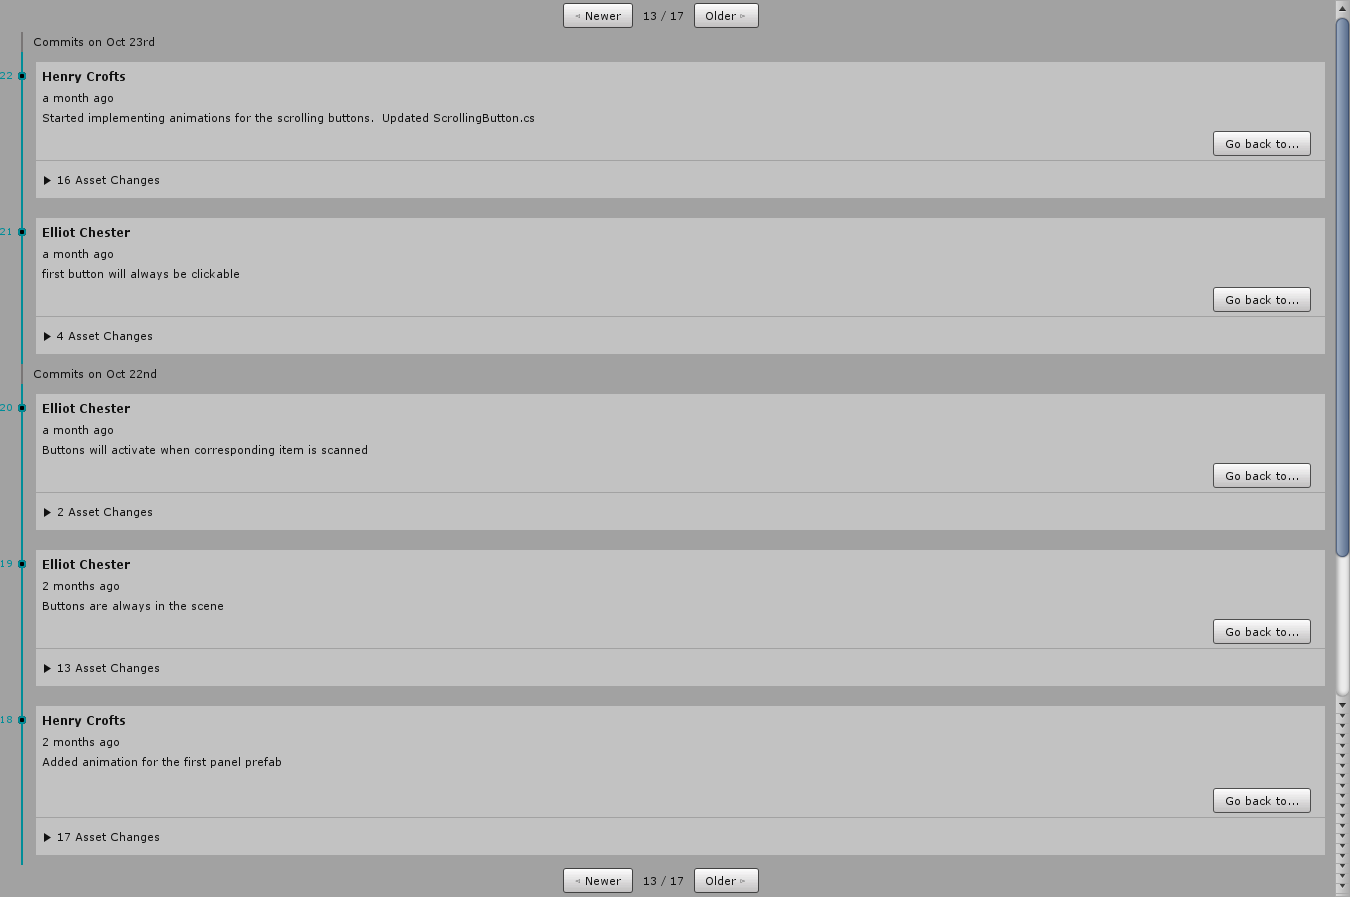 Newer 13 / 17 Older
Commits on Oct 23rd
22
Henry Crofts
a month ago
Started implementing animations for the scrolling buttons.  Updated ScrollingButton.cs
Go back to...
16 Asset Changes
21
Elliot Chester
a month ago
first button will always be clickable
Go back to...
4 Asset Changes
Commits on Oct 22nd
20
Elliot Chester
a month ago
Buttons will activate when corresponding item is scanned
Go back to...
2 Asset Changes
19
Elliot Chester
2 months ago
Buttons are always in the scene
Go back to...
13 Asset Changes
18
Henry Crofts
2 months ago
Added animation for the first panel prefab
Go back to...
17 Asset Changes
Newer 13 / 17 Older